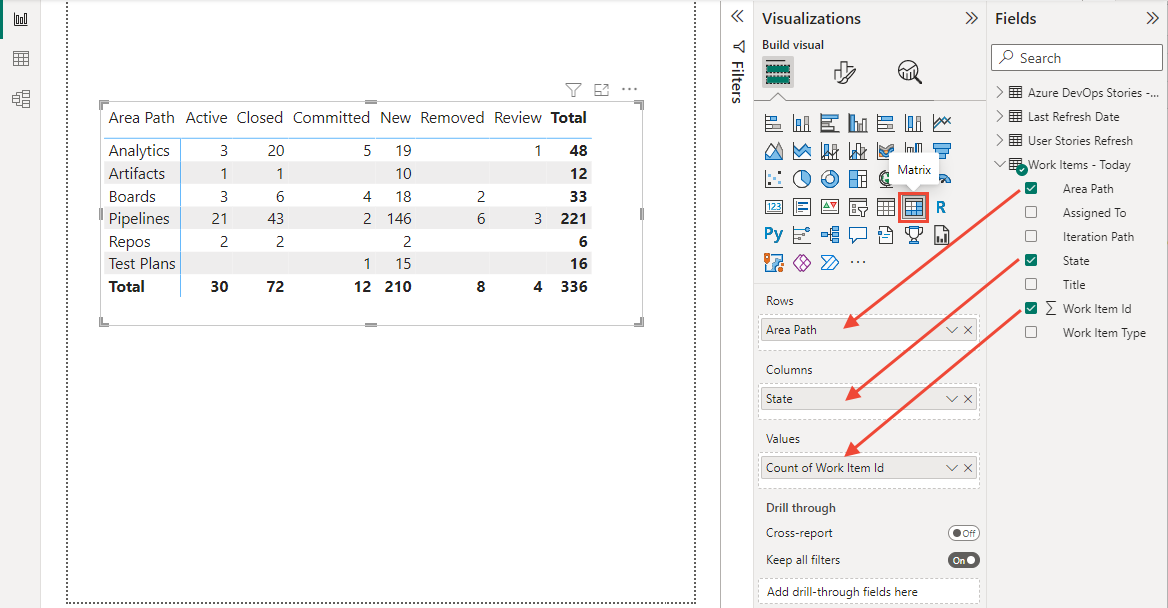 Area Path Active Closed Committed New Removed Review Total
Analytics 3 20 5 19 1 48
Artifacts 1 1 10 12
Boards 3 6 4 18 2 33
Pipelines 21 43 2 146 6 3 221
Repos 2 2 2 6
Test Plans 1 15 16
Total 30 72 12 210 8 4 336
Filters
Visualizations
Build visual
Matrix
123
R
Py
Rows
Area Path
Columns
State
Values
Count of Work Item Id
Drill through
Cross-report Off
Keep all filters On
Add drill-through fields here
Fields
Search
Azure DevOps Stories -...
Last Refresh Date
User Stories Refresh
Work Items - Today
Area Path
Assigned To
Iteration Path
State
Title
∑ Work Item Id
Work Item Type